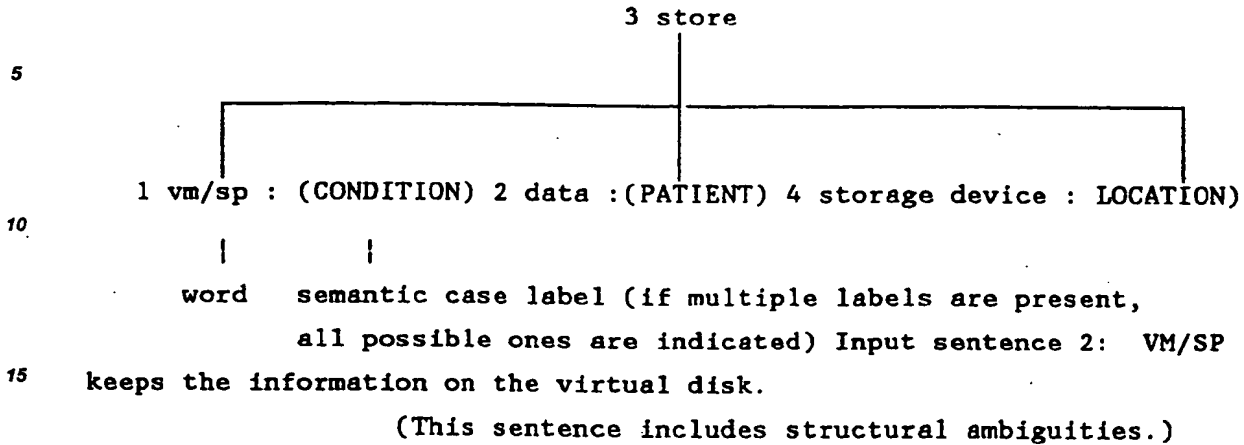 3 store
5
1 vm/sp : (CONDITION) 2 data :(PATIENT) 4 storage device : LOCATION)
10
word semantic case label (if multiple labels are present,
all possible ones are indicated) Input sentence 2: VM/SP
15 keeps the information on the virtual disk.
(This sentence includes structural ambiguities.)